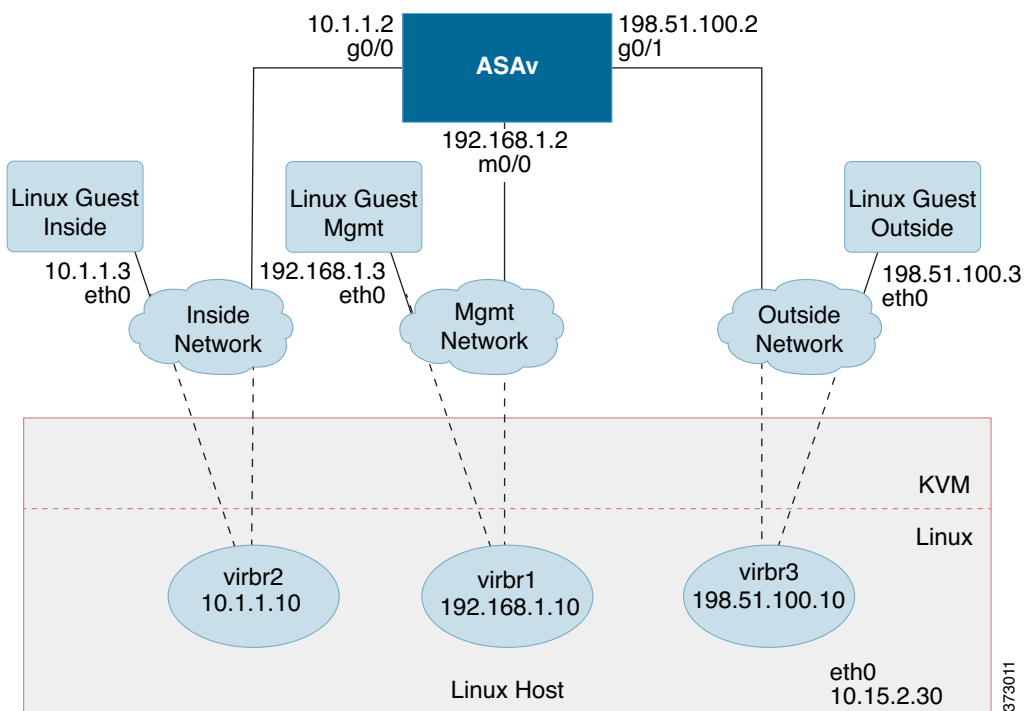 10.1.1.2
g0/0
ASAv
198.51.100.2
g0/1
192.168.1.2
m0/0
Linux Guest
Inside
Linux Guest
Mgmt
Linux Guest
Outside
10.1.1.3
eth0
192.168.1.3
eth0
198.51.100.3
eth0
Inside
Network
Mgmt
Network
Outside
Network
KVM
Linux
virbr2
10.1.1.10
virbr1
192.168.1.10
virbr3
198.51.100.10
Linux Host
eth0
10.15.2.30
373011